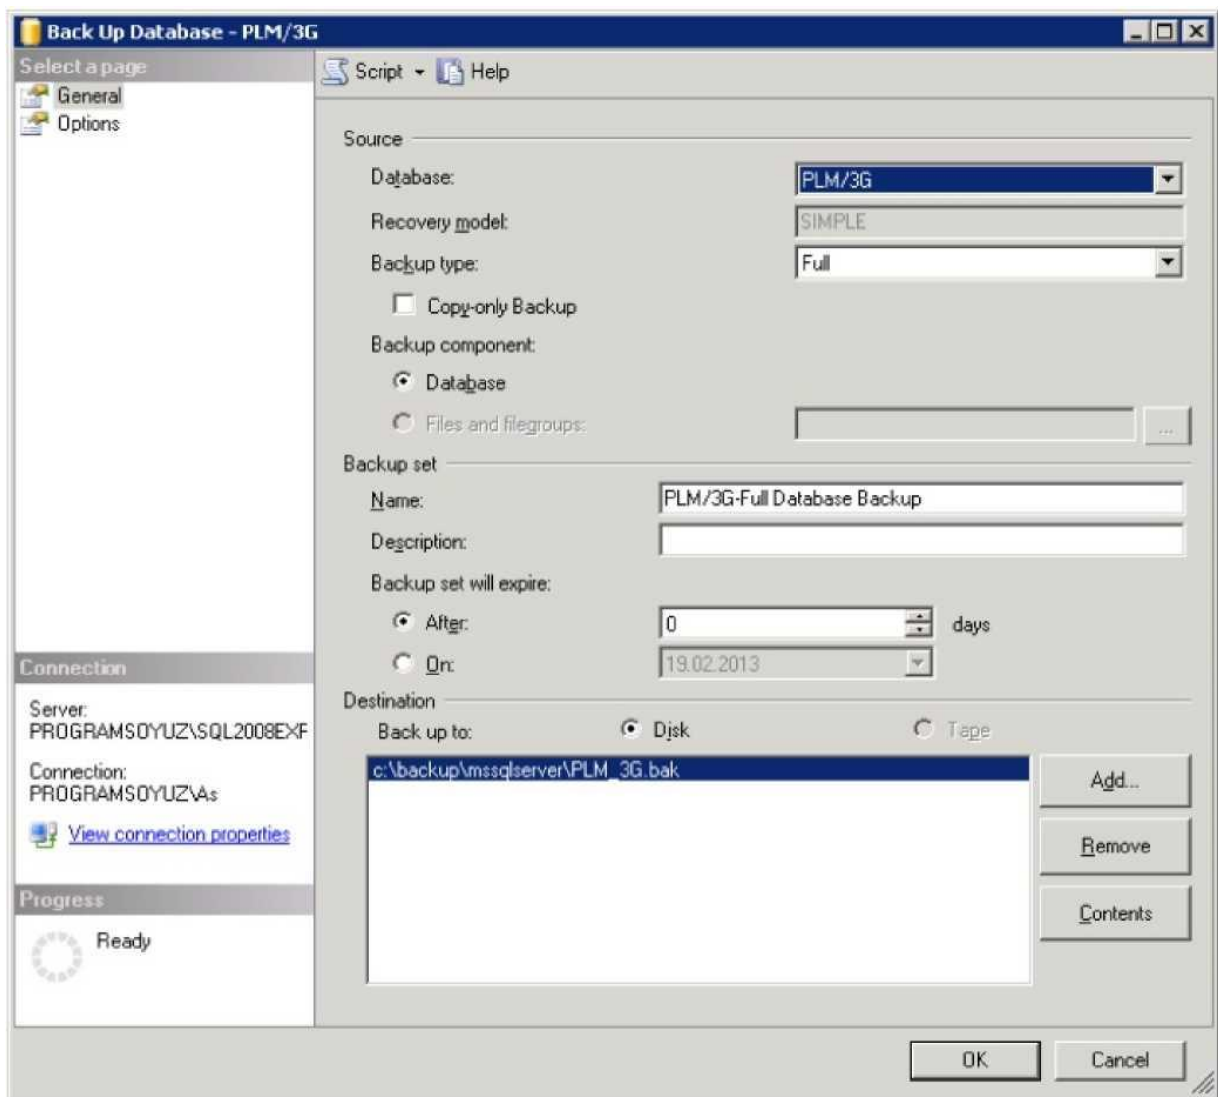 Back Up Database - PLM/3G
Select a page
General
Options
Script
Help
Source
Database:
PLM/3G
Recovery model:
SIMPLE
Backup type:
Full
Copy-only Backup
Backup component:
Database
Files and filegroups:
...
Backup set
Name:
PLM/3G-Full Database Backup
Description:
Backup set will expire:
After:
0
days
On:
19.02.2013
Destination
Back up to:
Disk
Tape
c:\backup\mssqlserver\PLM_3G.bak
Add...
Remove
Contents
Connection
Server:
PROGRAMSOYUZ\SQL2008EXP
Connection:
PROGRAMSOYUZ\As
View connection properties
Progress
Ready
OK
Cancel